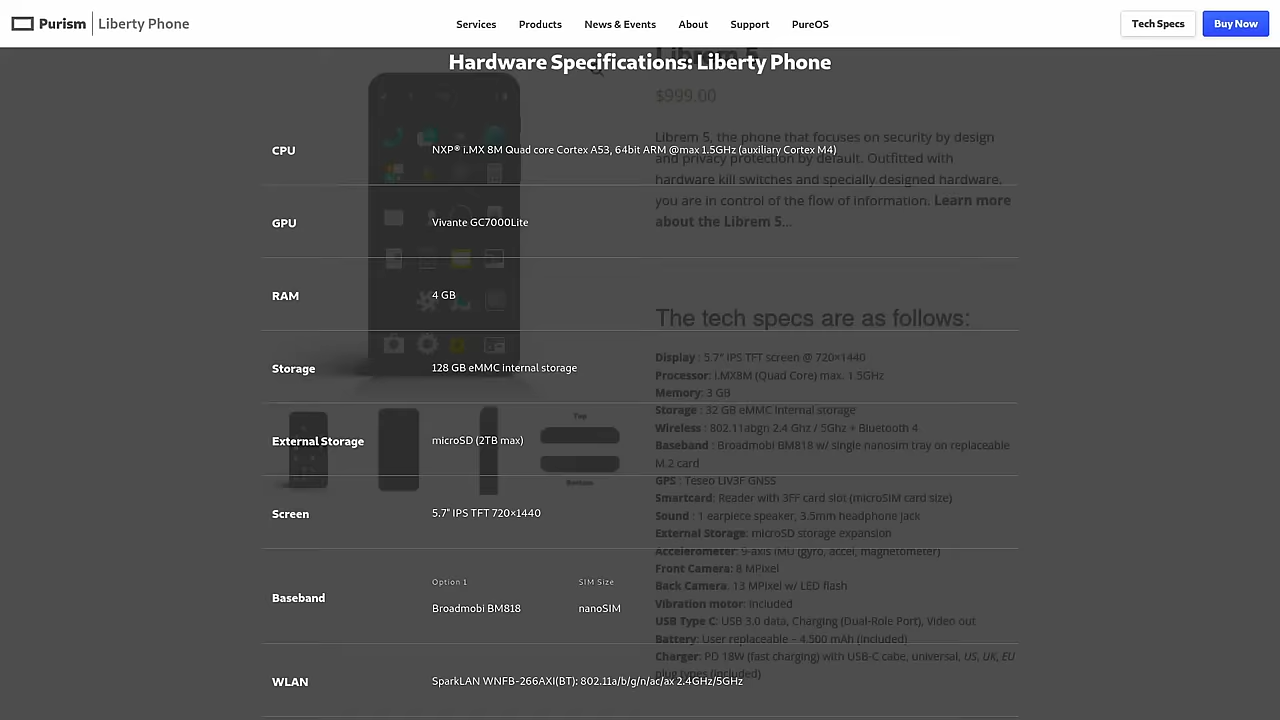 Purism Liberty Phone
Services Products News & Events About Support PureOS
Tech Specs Buy Now
Hardware Specifications: Liberty Phone
CPU NXP® i.MX 8M Quad core Cortex A53, 64bit ARM @max 1.5GHz (auxiliary Cortex M4)
GPU Vivante GC7000Lite
RAM 4 GB
Storage 128 GB eMMC internal storage
External Storage microSD (2TB max)
Screen 5.7" IPS TFT 720×1440
Option 1 SIM Size
Baseband
Broadmobi BM818 nanoSIM
WLAN SparkLAN WNFB-266AXI(BT): 802.11a/b/g/n/ac/ax 2.4GHz/5GHz
Librem 5
$999.00
Librem 5, the phone that focuses on security by design
and privacy protection by default. Outfitted with
hardware kill switches and specially designed hardware,
you are in control of the flow of information. Learn more
about the Librem 5...
The tech specs are as follows:
Display : 5.7″ IPS TFT screen @ 720×1440
Processor: i.MX8M (Quad Core) max. 1.5GHz
Memory: 3 GB
Storage : 32 GB eMMC internal storage
Wireless : 802.11abgn 2.4 Ghz / 5Ghz + Bluetooth 4
Baseband : Broadmobi BM818 w/ single nanosim tray on replaceable
M.2 card
GPS : Teseo LIV3F GNSS
Smartcard: Reader with 3FF card slot (microSIM card size)
Sound : 1 earpiece speaker, 3.5mm headphone jack
External Storage: microSD storage expansion
Accelerometer: 9-axis IMU (gyro, accel, magnetometer)
Front Camera: 8 MPixel
Back Camera: 13 MPixel w/ LED flash
Vibration motor: Included
USB Type C: USB 3.0 data, Charging (Dual-Role Port), Video out
Battery: User replaceable – 4,500 mAh (included)
Charger: PD 18W (fast charging) with USB-C cabe, universal, US, UK, EU
plug types (included)
Top
Bottom